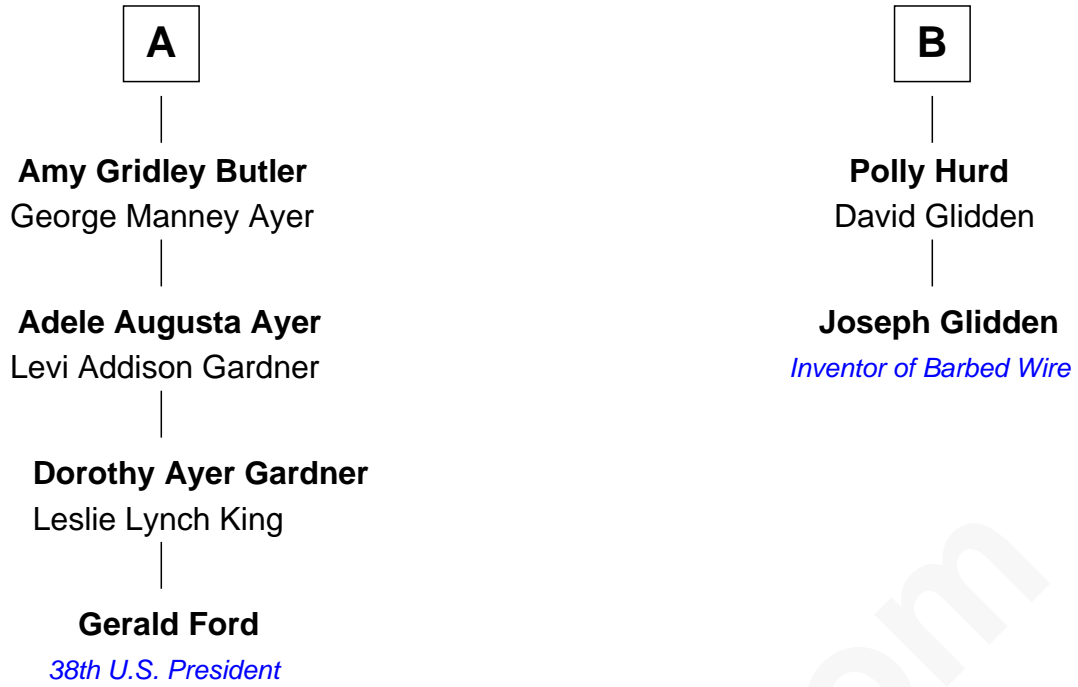 A
Amy Gridley Butler
George Manney Ayer
Adele Augusta Ayer
Levi Addison Gardner
Dorothy Ayer Gardner
Leslie Lynch King
Gerald Ford
38th U.S. President
B
Polly Hurd
David Glidden
Joseph Glidden
Inventor of Barbed Wire
om